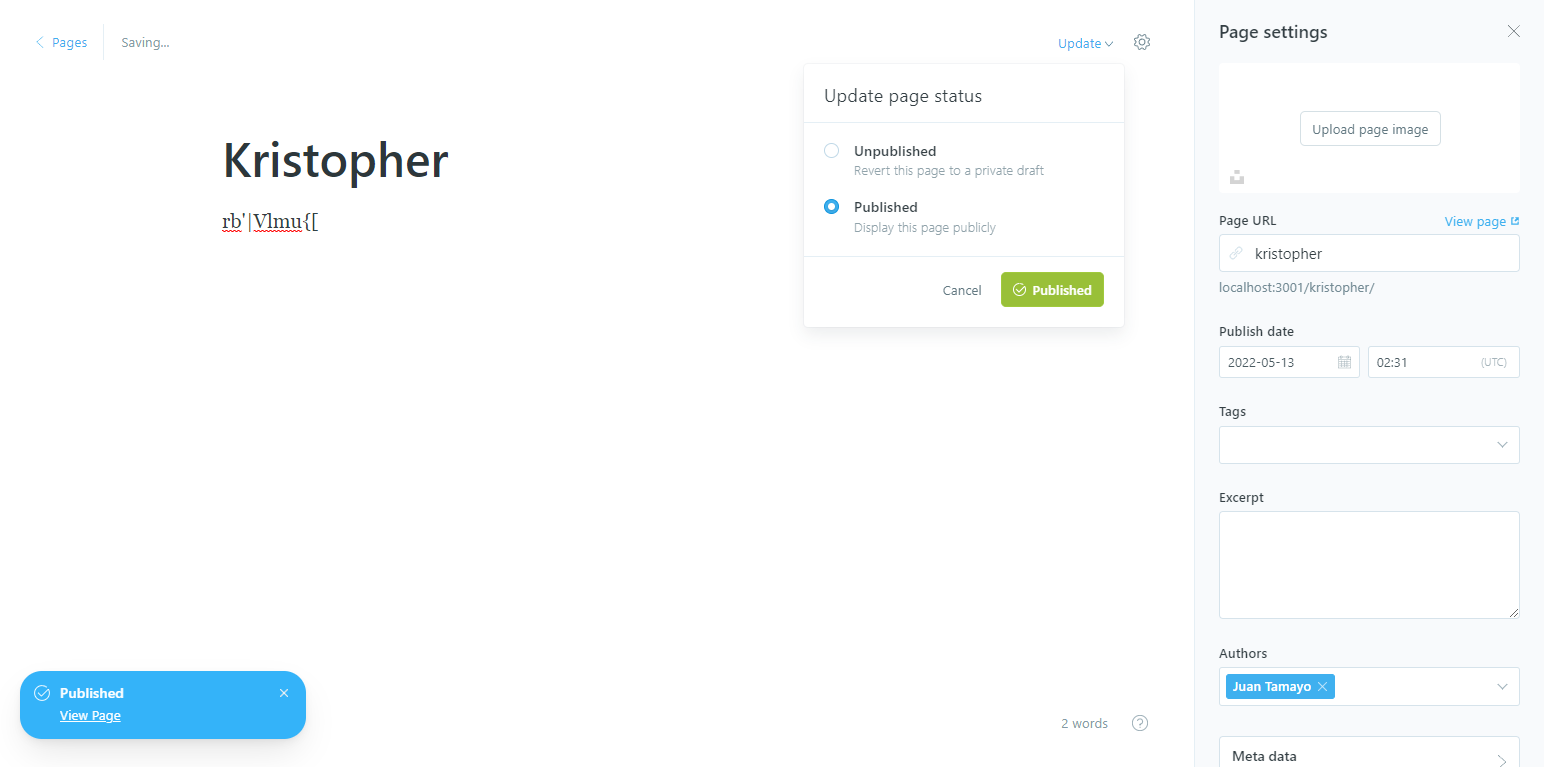 Pages
Saving...
Update
Kristopher
rb'|Vlmu{[
Update page status
Unpublished
Revert this page to a private draft
Published
Display this page publicly
Cancel
Published
Published
View Page
2 words
?
Page settings
Upload page image
Page URL
View page
kristopher
localhost:3001/kristopher/
Publish date
2022-05-13
02:31
(UTC)
Tags
Excerpt
Authors
Juan Tamayo
Meta data